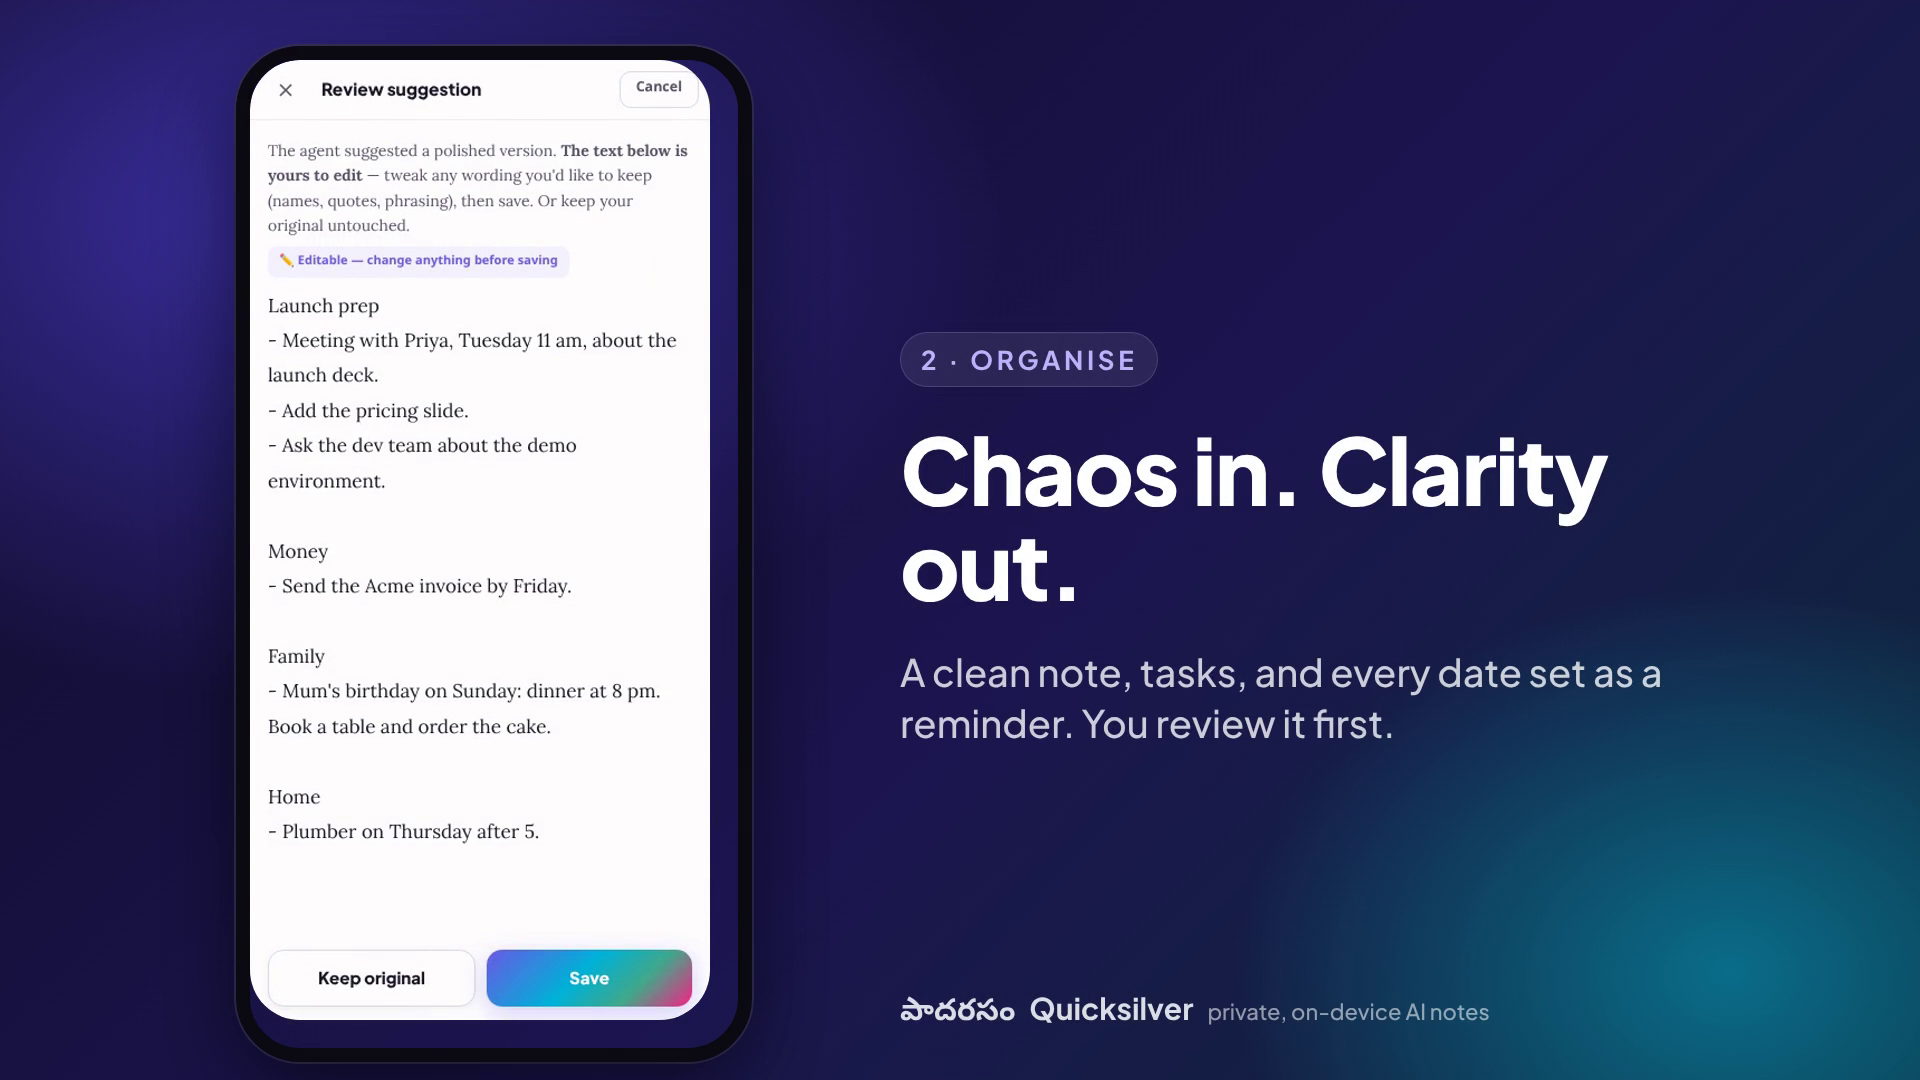 Review suggestion
Cancel
The agent suggested a polished version. The text below is
yours to edit — tweak any wording you'd like to keep
(names, quotes, phrasing), then save. Or keep your
original untouched.
✏️ Editable — change anything before saving
Launch prep
- Meeting with Priya, Tuesday 11 am, about the
launch deck.
- Add the pricing slide.
- Ask the dev team about the demo
environment.
Money
- Send the Acme invoice by Friday.
Family
- Mum's birthday on Sunday: dinner at 8 pm.
Book a table and order the cake.
Home
- Plumber on Thursday after 5.
Keep original
Save
2 · ORGANISE
Chaos in. Clarity
out.
A clean note, tasks, and every date set as a
reminder. You review it first.
పాదరసం Quicksilver private, on-device AI notes